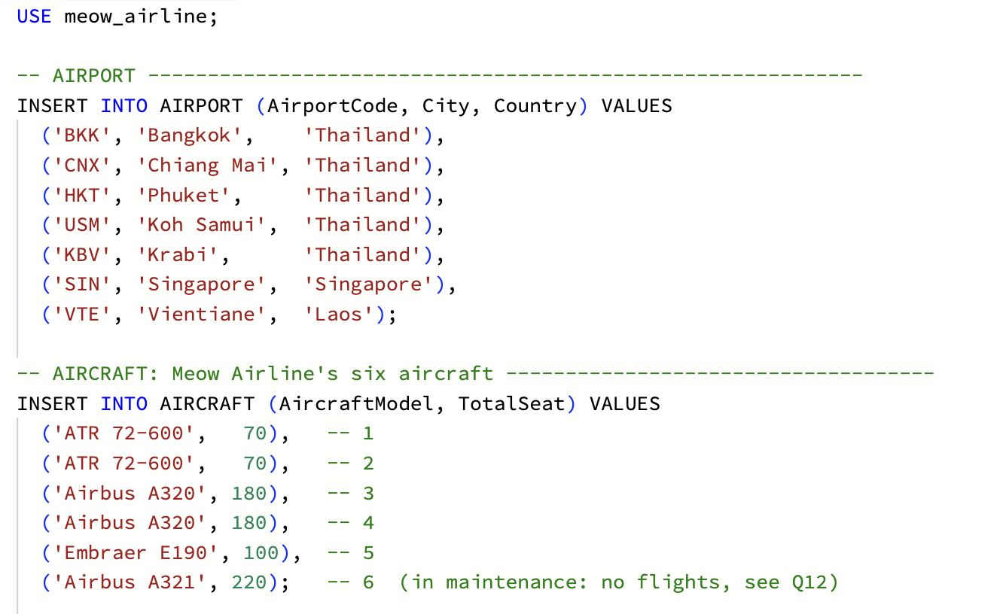 USE meow_airline;
-- AIRPORT ------------------------------------------------------------
INSERT INTO AIRPORT (AirportCode, City, Country) VALUES
('BKK', 'Bangkok',    'Thailand'),
('CNX', 'Chiang Mai', 'Thailand'),
('HKT', 'Phuket',     'Thailand'),
('USM', 'Koh Samui',  'Thailand'),
('KBV', 'Krabi',      'Thailand'),
('SIN', 'Singapore',  'Singapore'),
('VTE', 'Vientiane',  'Laos');
-- AIRCRAFT: Meow Airline's six aircraft ------------------------------------
INSERT INTO AIRCRAFT (AircraftModel, TotalSeat) VALUES
('ATR 72-600',   70),   -- 1
('ATR 72-600',   70),   -- 2
('Airbus A320', 180),   -- 3
('Airbus A320', 180),   -- 4
('Embraer E190', 100),  -- 5
('Airbus A321', 220);   -- 6  (in maintenance: no flights, see Q12)